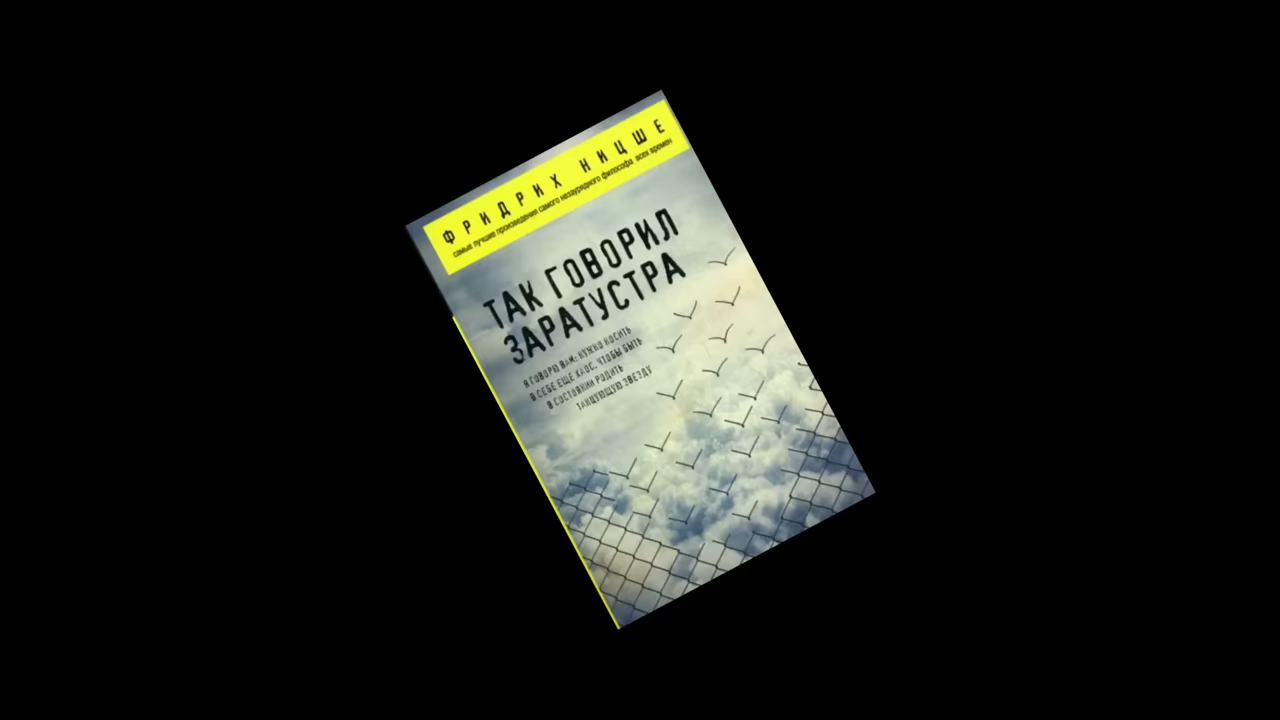 ФРИДРИХ НИЦШЕ
самые лучшие произведения самого незаурядного философа всех времен
ТАК ГОВОРИЛ
ЗАРАТУСТРА
Я ГОВОРЮ ВАМ: НУЖНО НОСИТЬ
В СЕБЕ ЕЩЕ ХАОС, ЧТОБЫ БЫТЬ
В СОСТОЯНИИ РОДИТЬ
ТАНЦУЮЩУЮ ЗВЕЗДУ